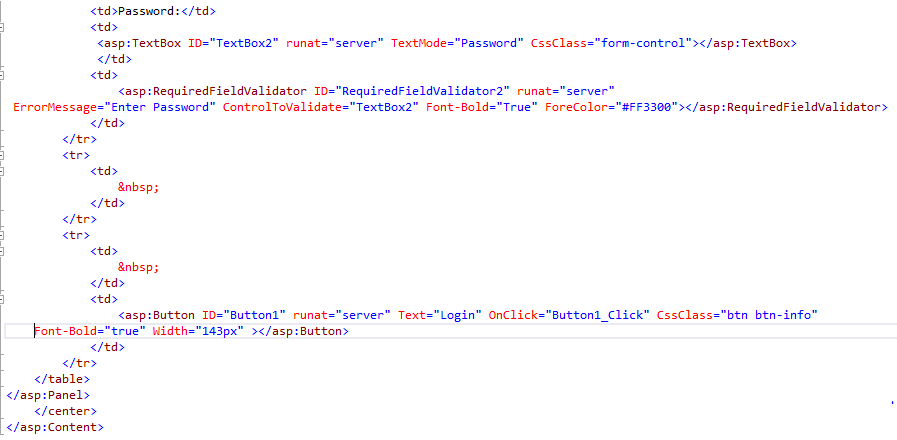 <td>Password:</td>
<td>
<asp:TextBox ID="TextBox2" runat="server" TextMode="Password" CssClass="form-control"></asp:TextBox>
</td>
<td>
<asp:RequiredFieldValidator ID="RequiredFieldValidator2" runat="server"
ErrorMessage="Enter Password" ControlToValidate="TextBox2" Font-Bold="True" ForeColor="#FF3300"></asp:RequiredFieldValidator>
</td>
</tr>
<tr>
<td>
&nbsp;
</td>
</tr>
<tr>
<td>
&nbsp;
</td>
<td>
<asp:Button ID="Button1" runat="server" Text="Login" OnClick="Button1_Click" CssClass="btn btn-info"
Font-Bold="true" Width="143px" ></asp:Button>
</td>
</tr>
</table>
</asp:Panel>
</center>
</asp:Content>